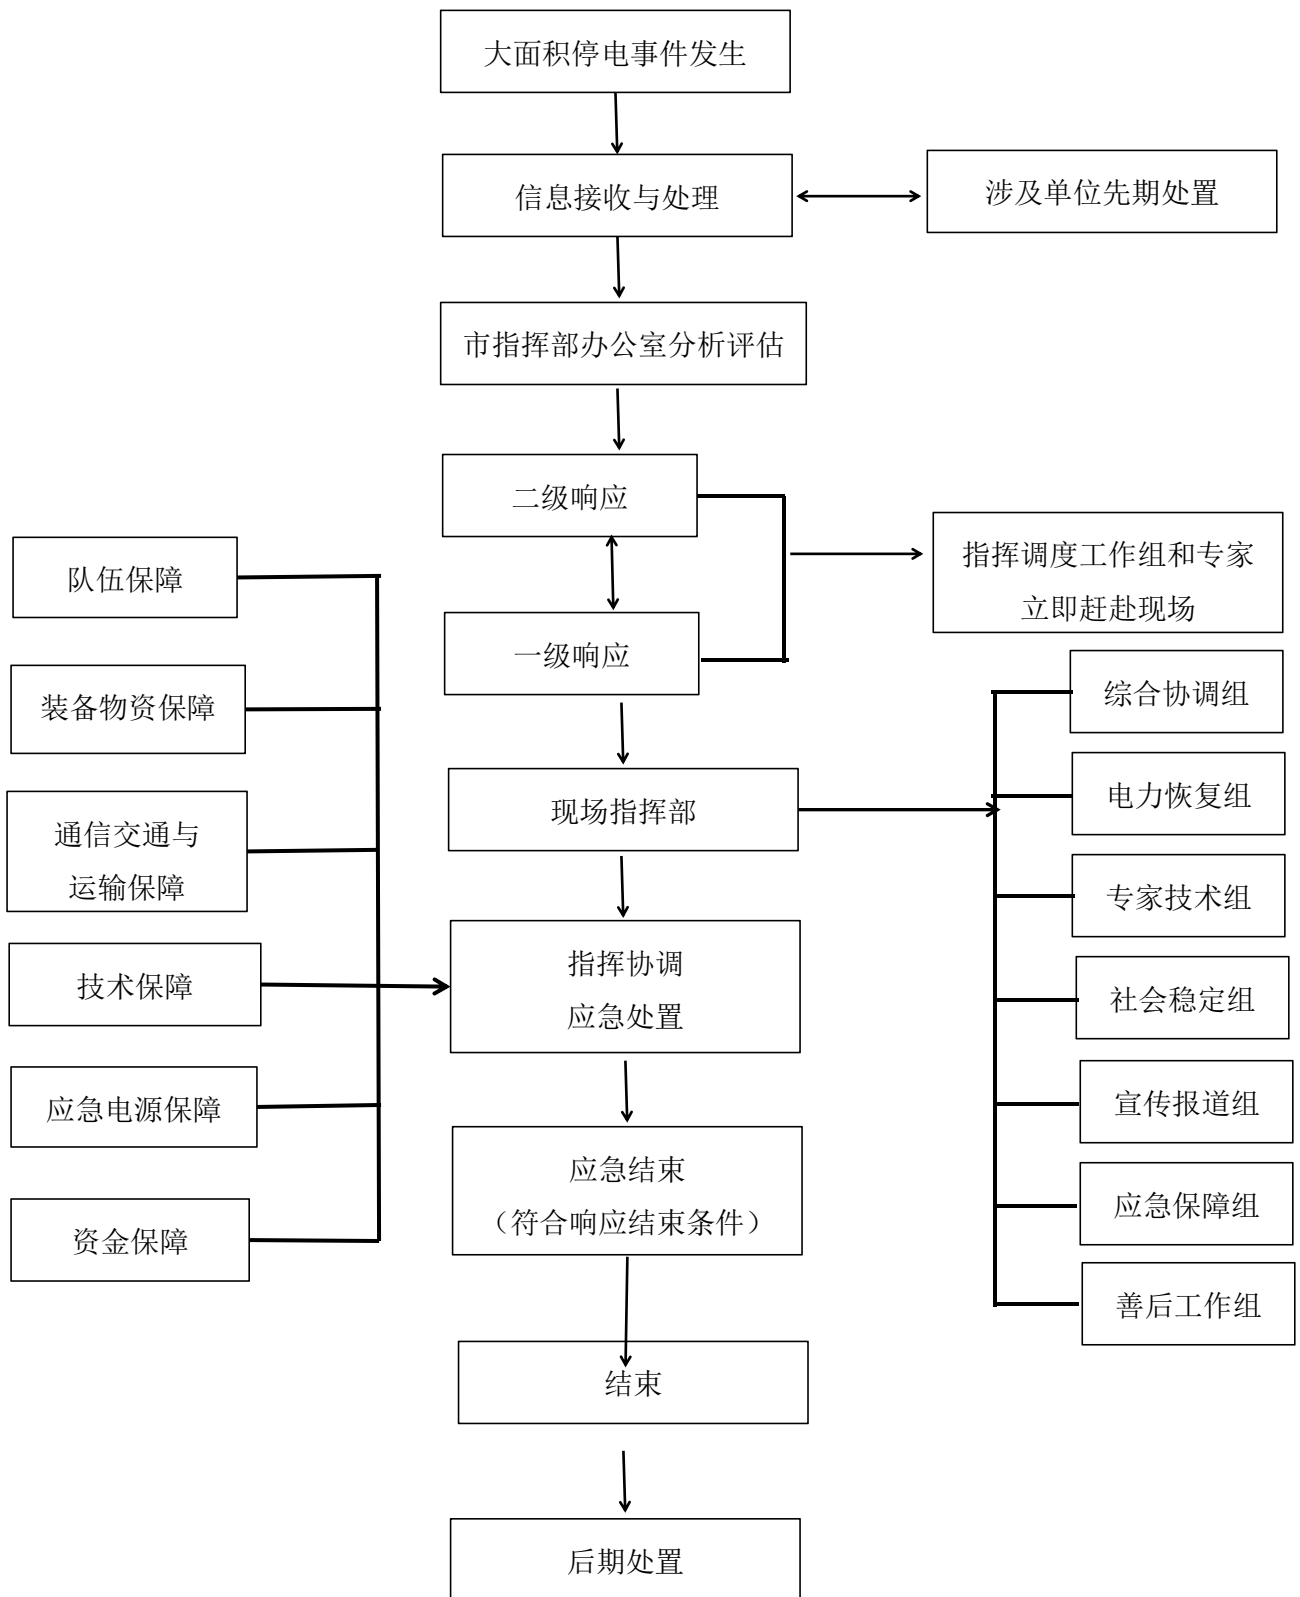 大面积停电事件发生
信息接收与处理
涉及单位先期处置
市指挥部办公室分析评估
二级响应
指挥调度工作组和专家
立即赶赴现场
一级响应
队伍保障
装备物资保障
通信交通与
运输保障
技术保障
应急电源保障
资金保障
现场指挥部
综合协调组
电力恢复组
专家技术组
社会稳定组
宣传报道组
应急保障组
善后工作组
指挥协调
应急处置
应急结束
（符合响应结束条件）
结束
后期处置